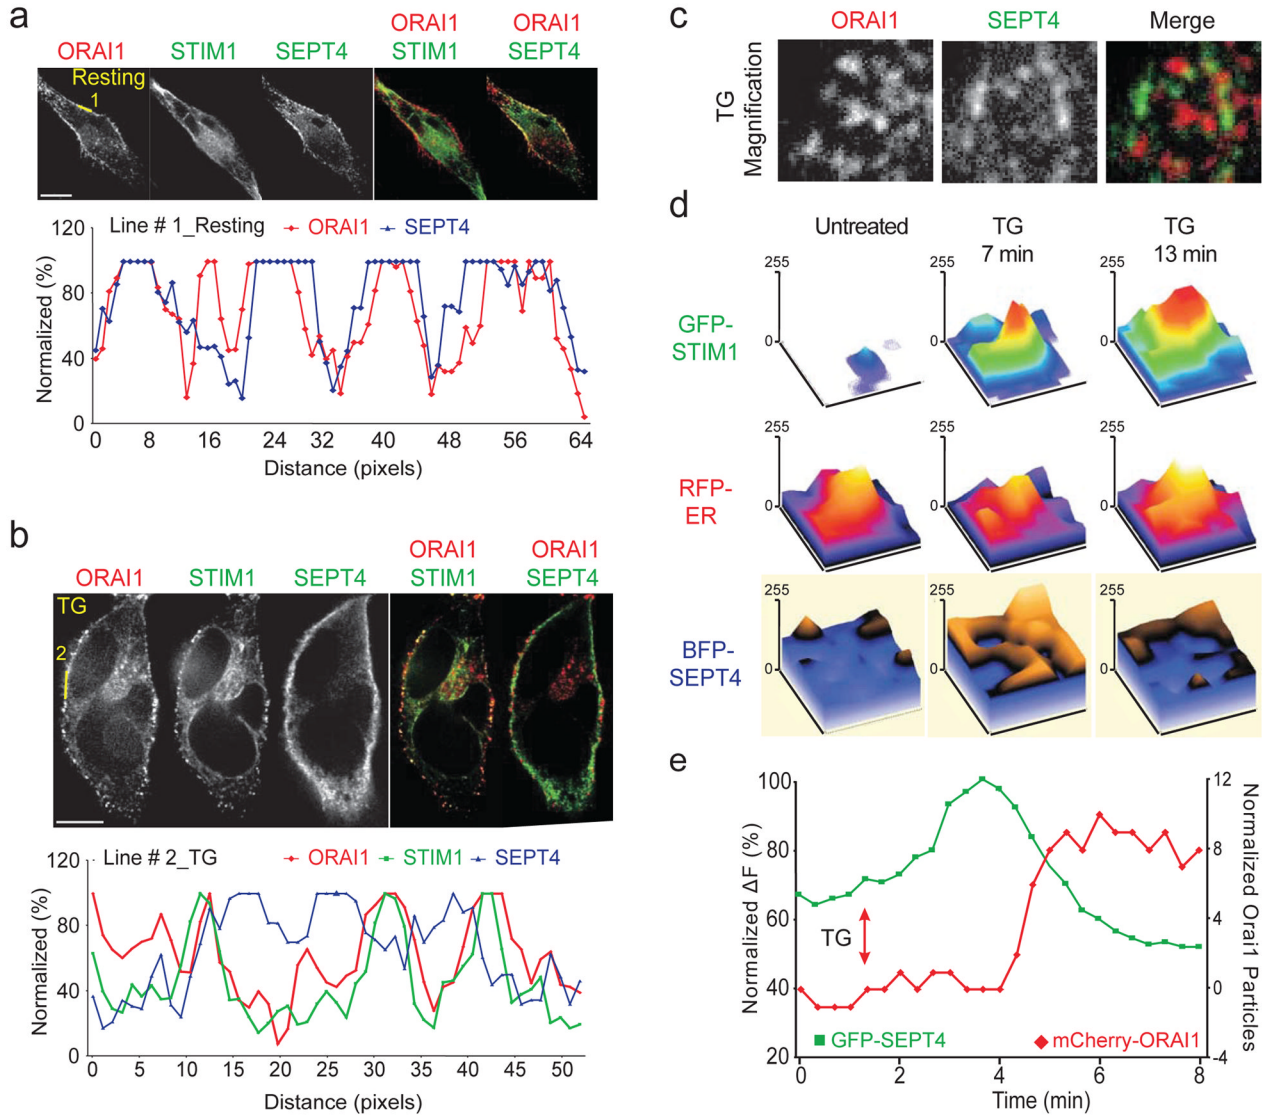 a
ORAI1 STIM1 SEPT4 ORAI1 STIM1 ORAI1 SEPT4
Resting
1
Line # 1_Resting ORAI1 SEPT4
Normalized (%)
120
80
40
0
0 8 16 24 32 40 48 56 64
Distance (pixels)
b
ORAI1 STIM1 SEPT4 ORAI1 STIM1 ORAI1 SEPT4
TG
2
Line # 2_TG ORAI1 STIM1 SEPT4
Normalized (%)
120
80
40
0
0 5 10 15 20 25 30 35 40 45 50
Distance (pixels)
c
ORAI1 SEPT4 Merge
TG
Magnification
d
Untreated TG 7 min TG 13 min
GFP-
STIM1
255 255 255
0 0 0
RFP-
ER
255 255 255
0 0 0
BFP-
SEPT4
255 255 255
0 0 0
e
Normalized ΔF (%)
100
80
60
40
20
TG
GFP-SEPT4 mCherry-ORAI1
12
8
4
0
-4
Normalized Orai1 Particles
0 2 4 6 8
Time (min)